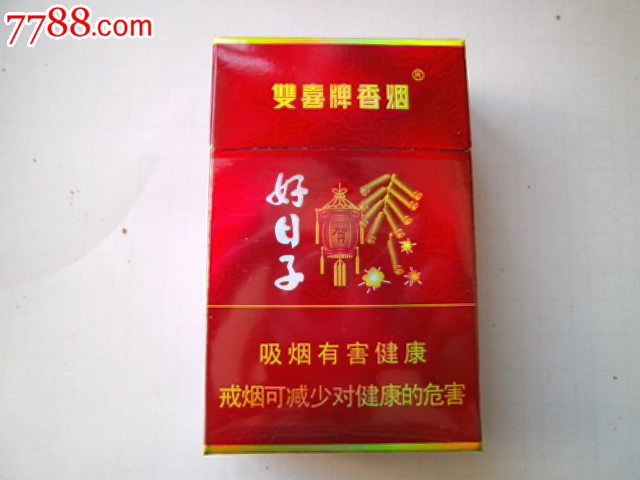 7788.com
雙喜牌香烟®
好日子
賀
吸烟有害健康
戒烟可减少对健康的危害